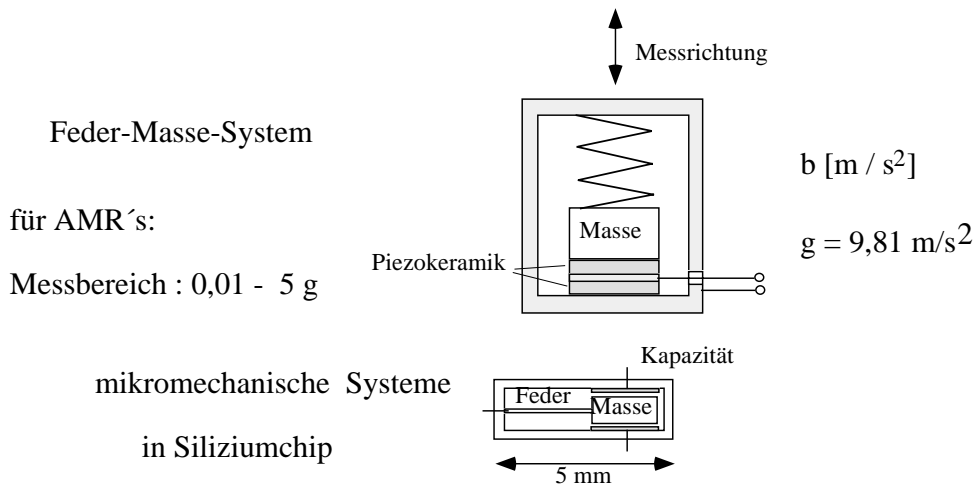 Messrichtung
Feder-Masse-System
b [m / s²]
für AMR´s:
Masse
g = 9,81 m/s²
Piezokeramik
Messbereich : 0,01 - 5 g
Kapazität
mikromechanische Systeme
Feder
Masse
in Siliziumchip
5 mm